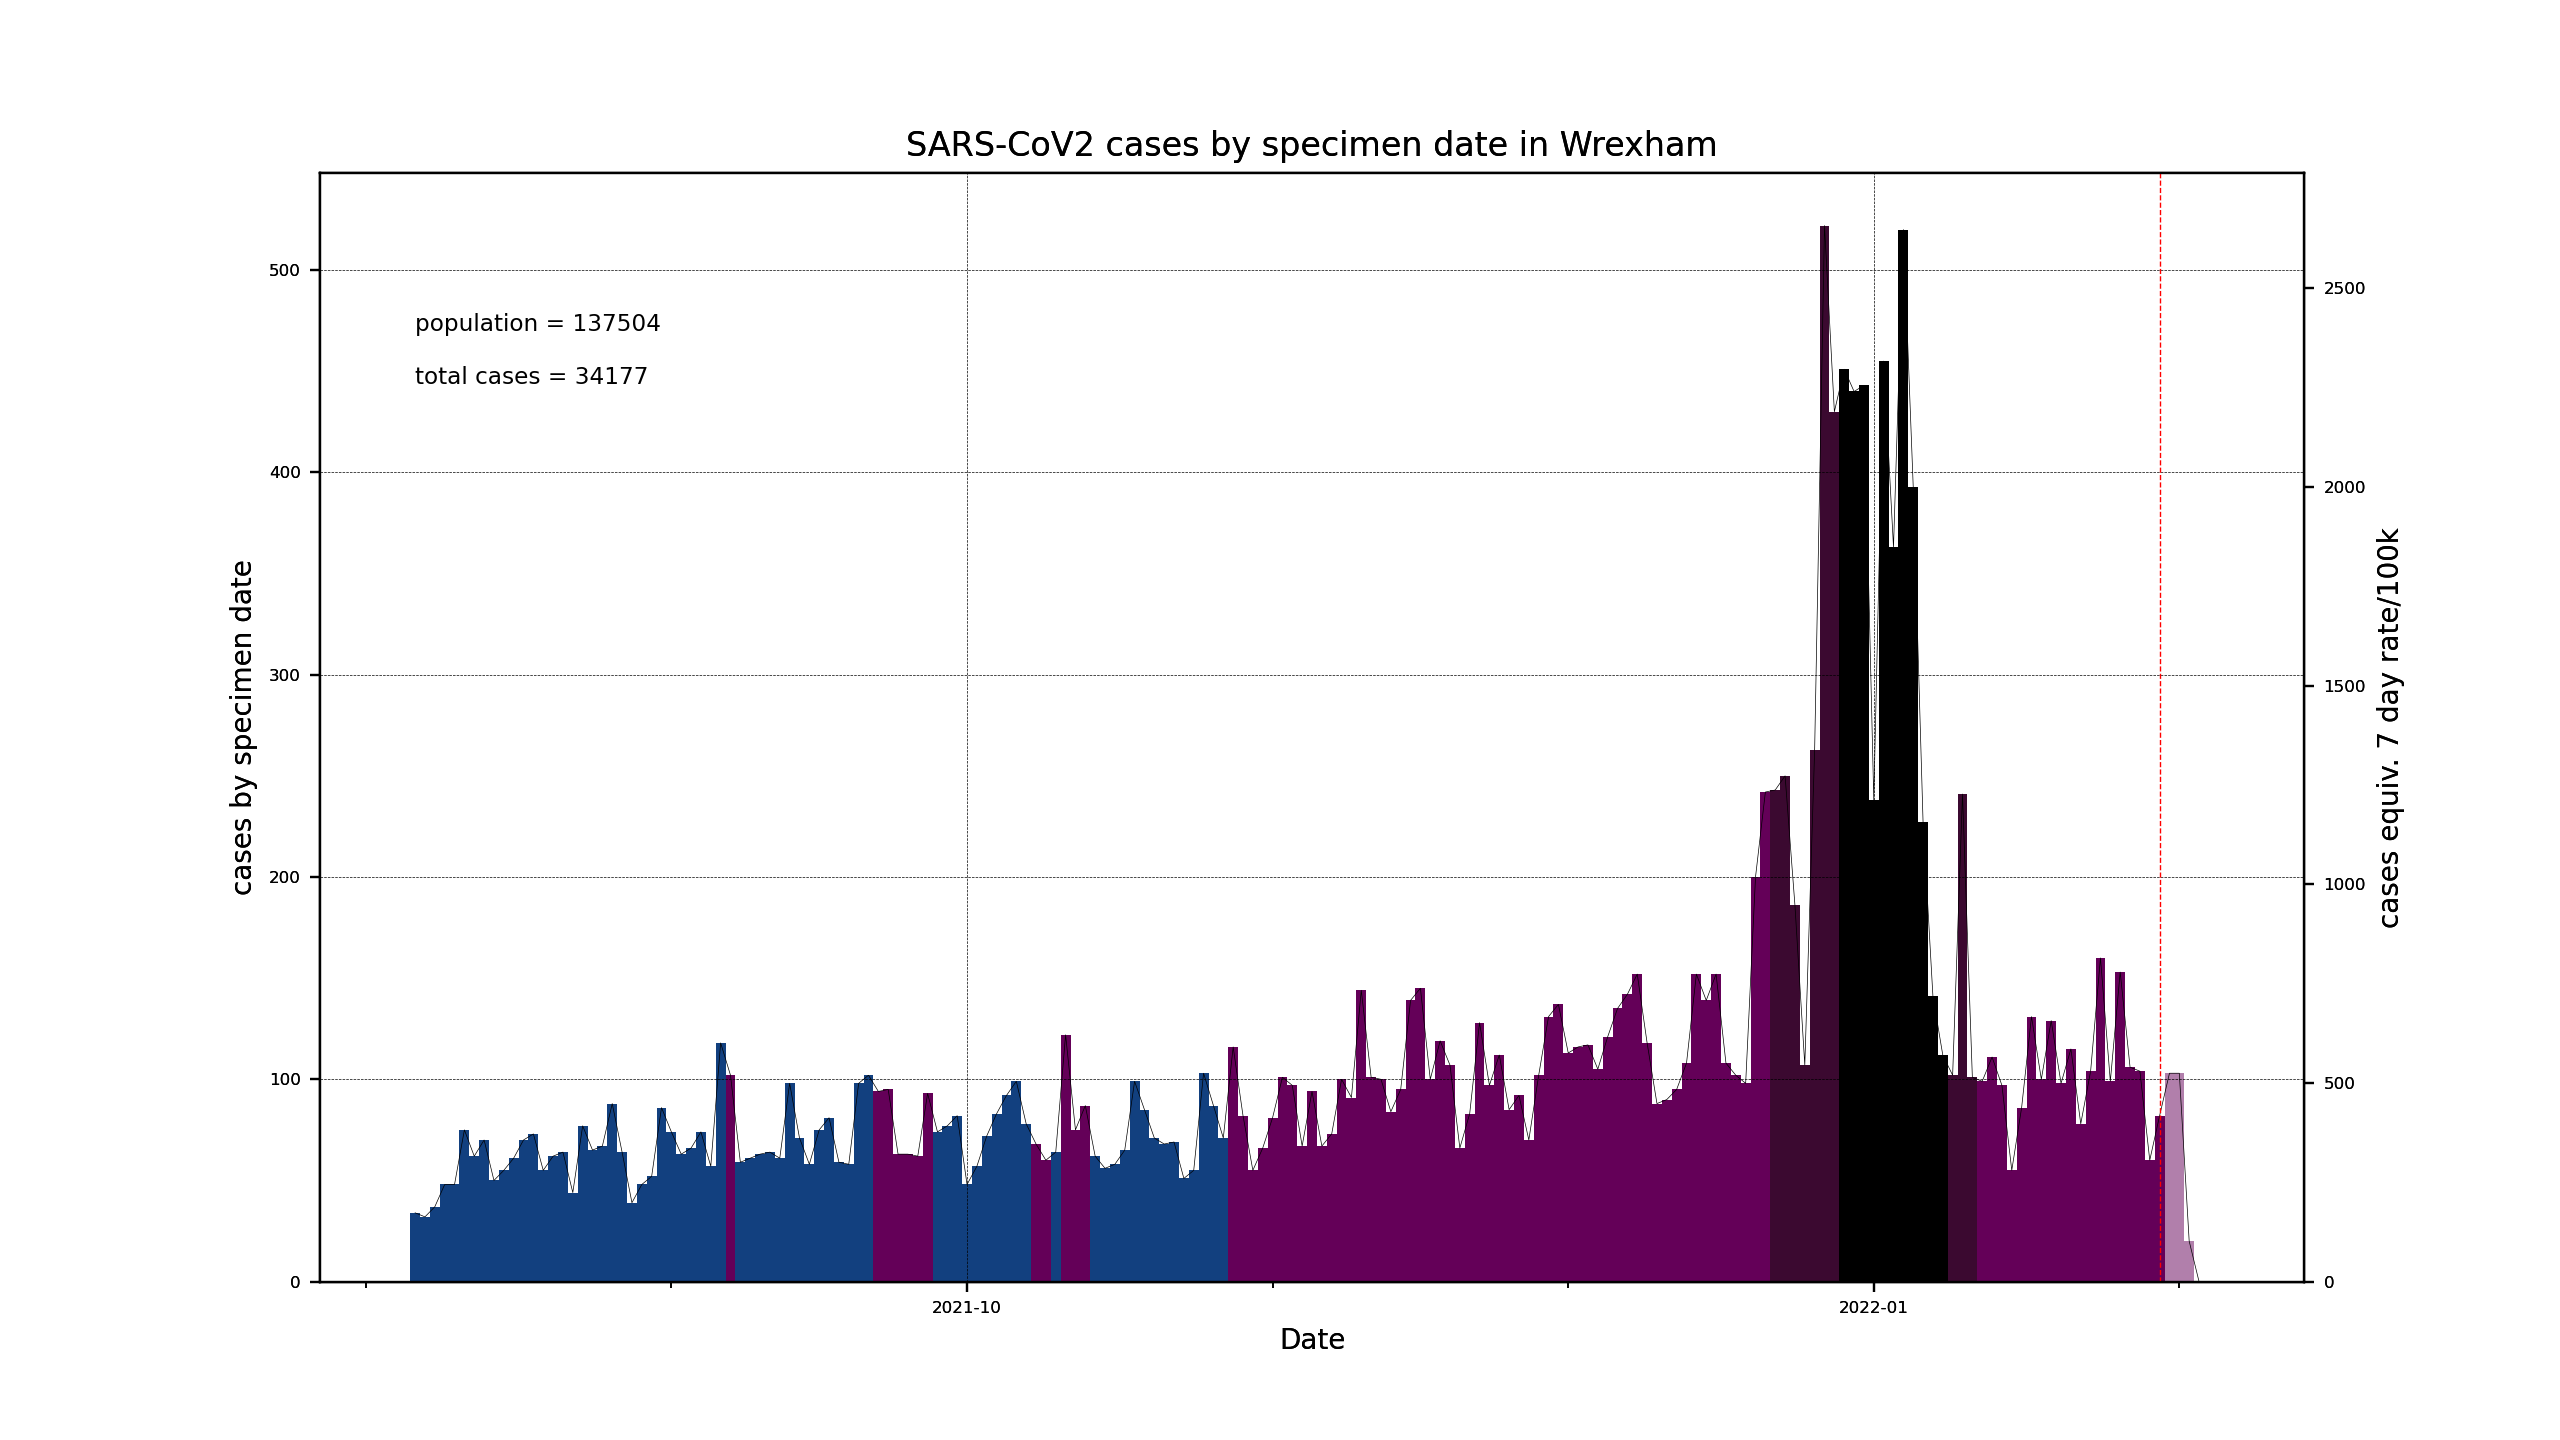 SARS-CoV2 cases by specimen date in Wrexham
population = 137504
total cases = 34177
cases by specimen date
500
400
300
200
100
0
2500
2000
1500
1000
500
0
cases equiv. 7 day rate/100k
2021-10
2022-01
Date